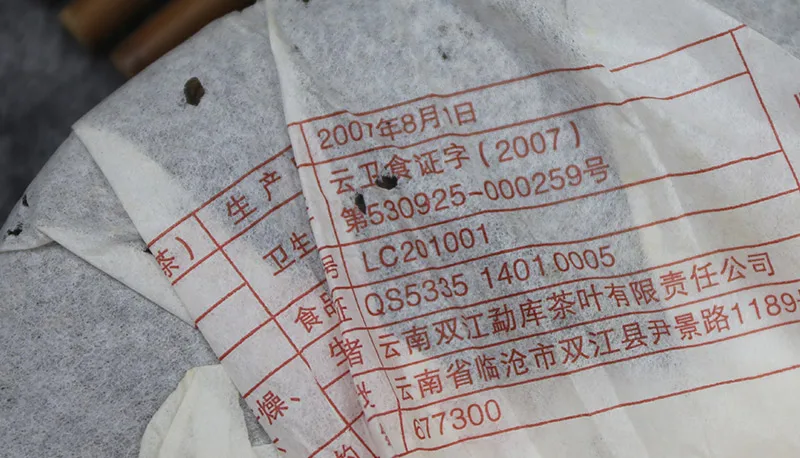 生产 2007年8月1日
云卫食证字(2007)
卫生 第530925-000259号
号 LC201001
食品 证 QS5335 1401 0005
云南双江勐库茶叶有限责任公司
云南省临沧市双江县尹景路1189
677300
茶)
燥、